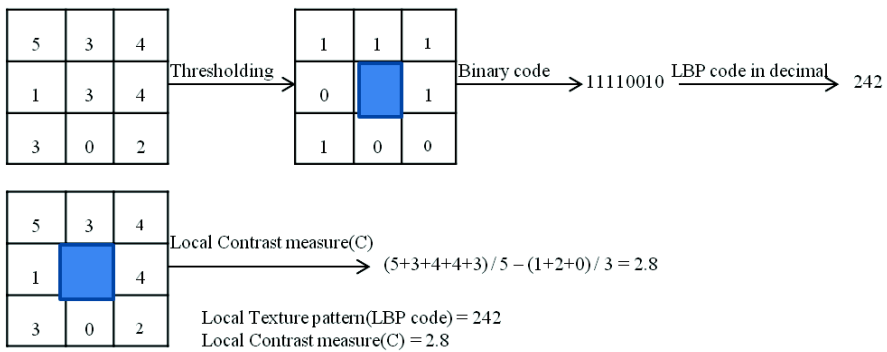 5 3 4
1 3 4
3 0 2
Thresholding
1 1 1
0 1
1 0 0
Binary code
11110010
LBP code in decimal
242
5 3 4
1 4
3 0 2
Local Contrast measure(C)
(5+3+4+4+3) / 5 – (1+2+0) / 3 = 2.8
Local Texture pattern(LBP code) = 242
Local Contrast measure(C) = 2.8